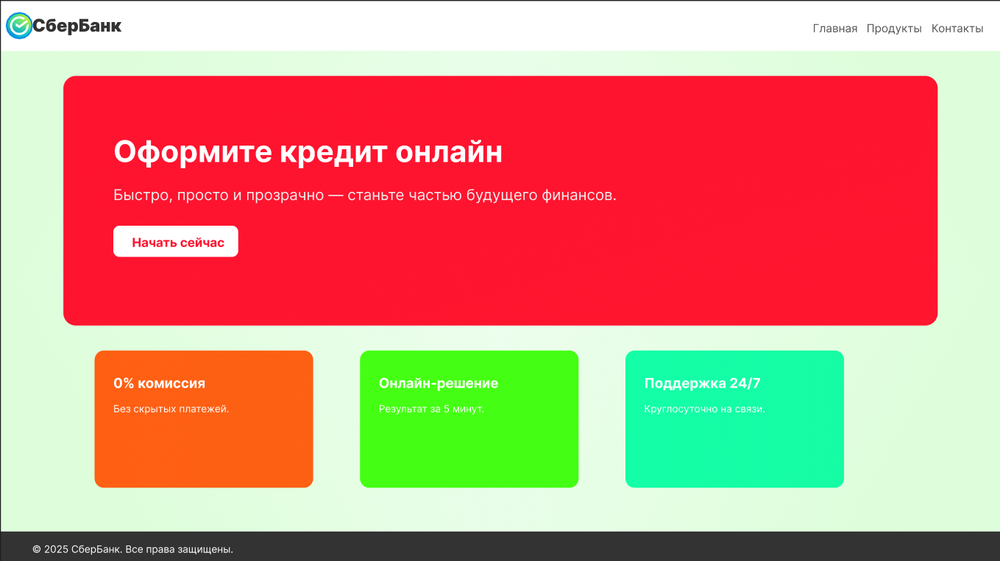 СберБанк
Главная Продукты Контакты
Оформите кредит онлайн
Быстро, просто и прозрачно — станьте частью будущего финансов.
Начать сейчас
0% комиссия
Без скрытых платежей.
Онлайн-решение
Результат за 5 минут.
Поддержка 24/7
Круглосуточно на связи.
© 2025 СберБанк. Все права защищены.